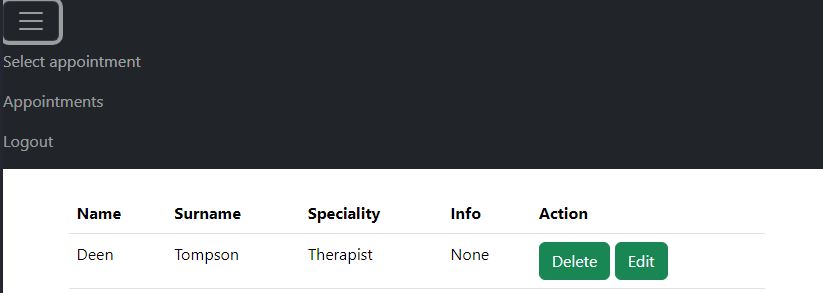 Select appointment
Appointments
Logout
Name Surname Speciality Info Action
Deen Tompson Therapist None Delete Edit